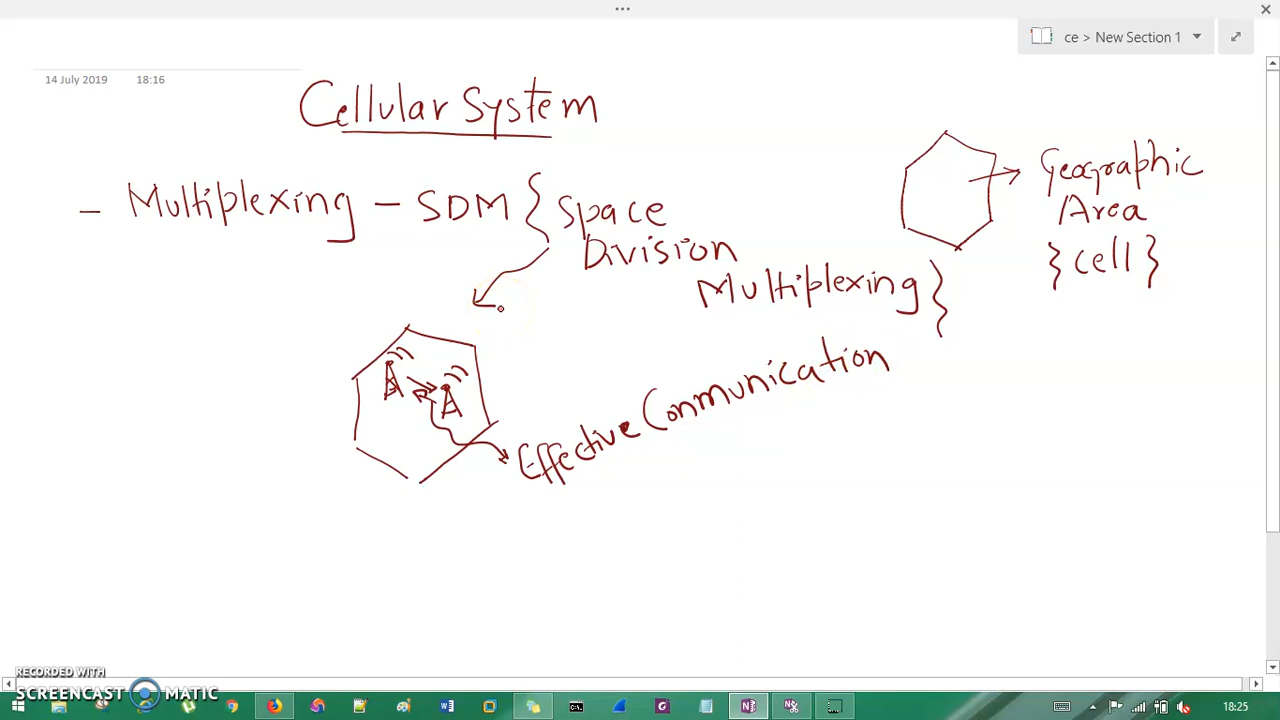 ce > New Section 1
14 July 2019 18:16
Cellular System
- Multiplexing - SDM { Space
Division
Multiplexing }
Geographic
Area
{ cell }
Effective Communication
RECORDED WITH
SCREENCAST MATIC
18:25